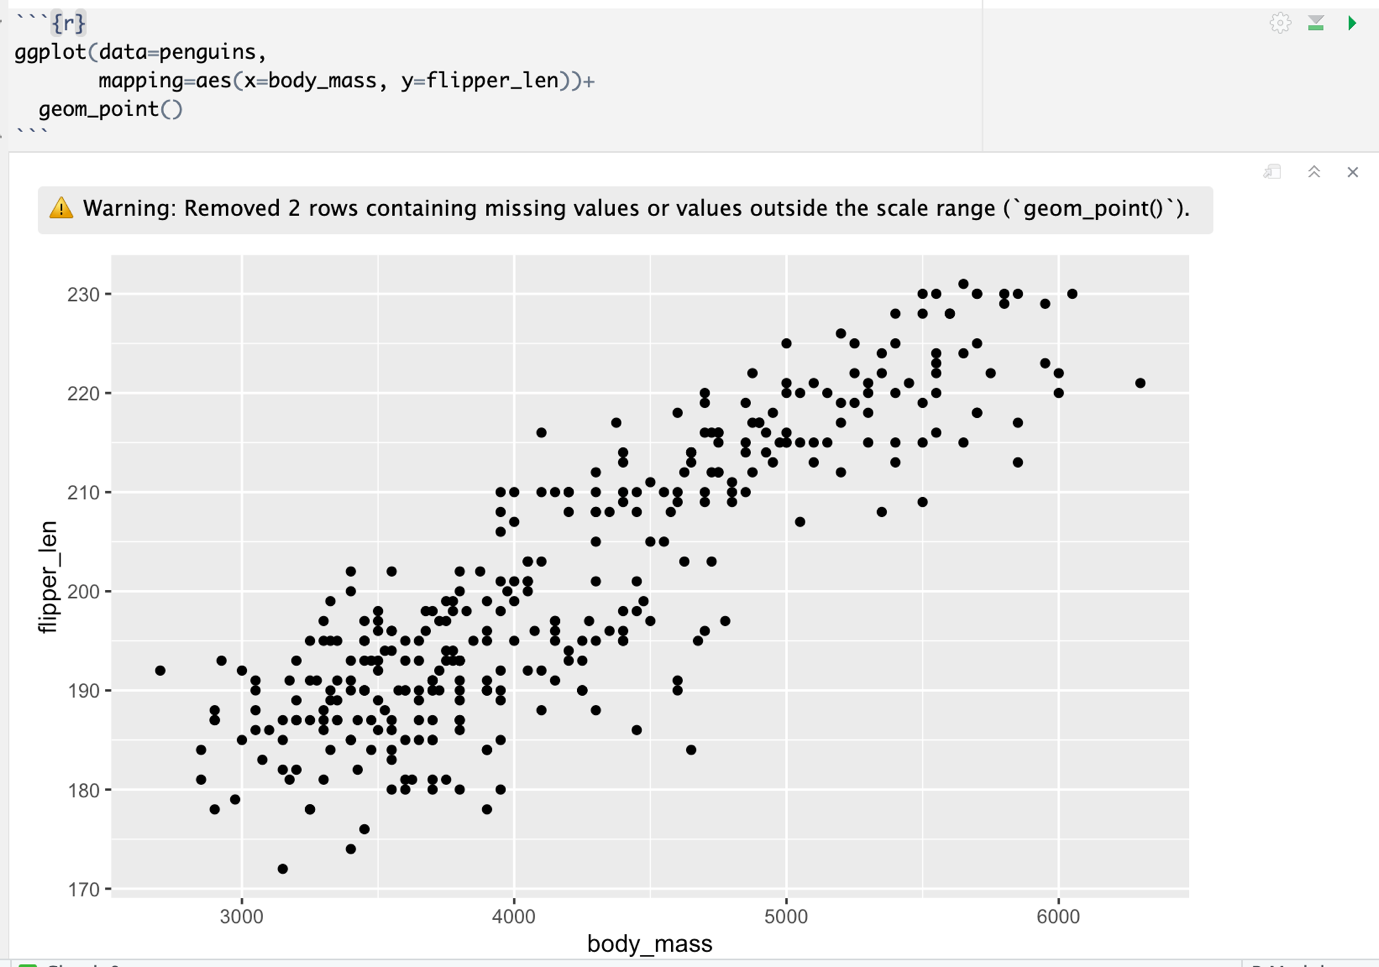 ```{r}
ggplot(data=penguins,
mapping=aes(x=body_mass, y=flipper_len))+
geom_point()
```
Warning: Removed 2 rows containing missing values or values outside the scale range (`geom_point()`).
230
220
210
200
190
180
170
flipper_len
3000 4000 5000 6000
body_mass